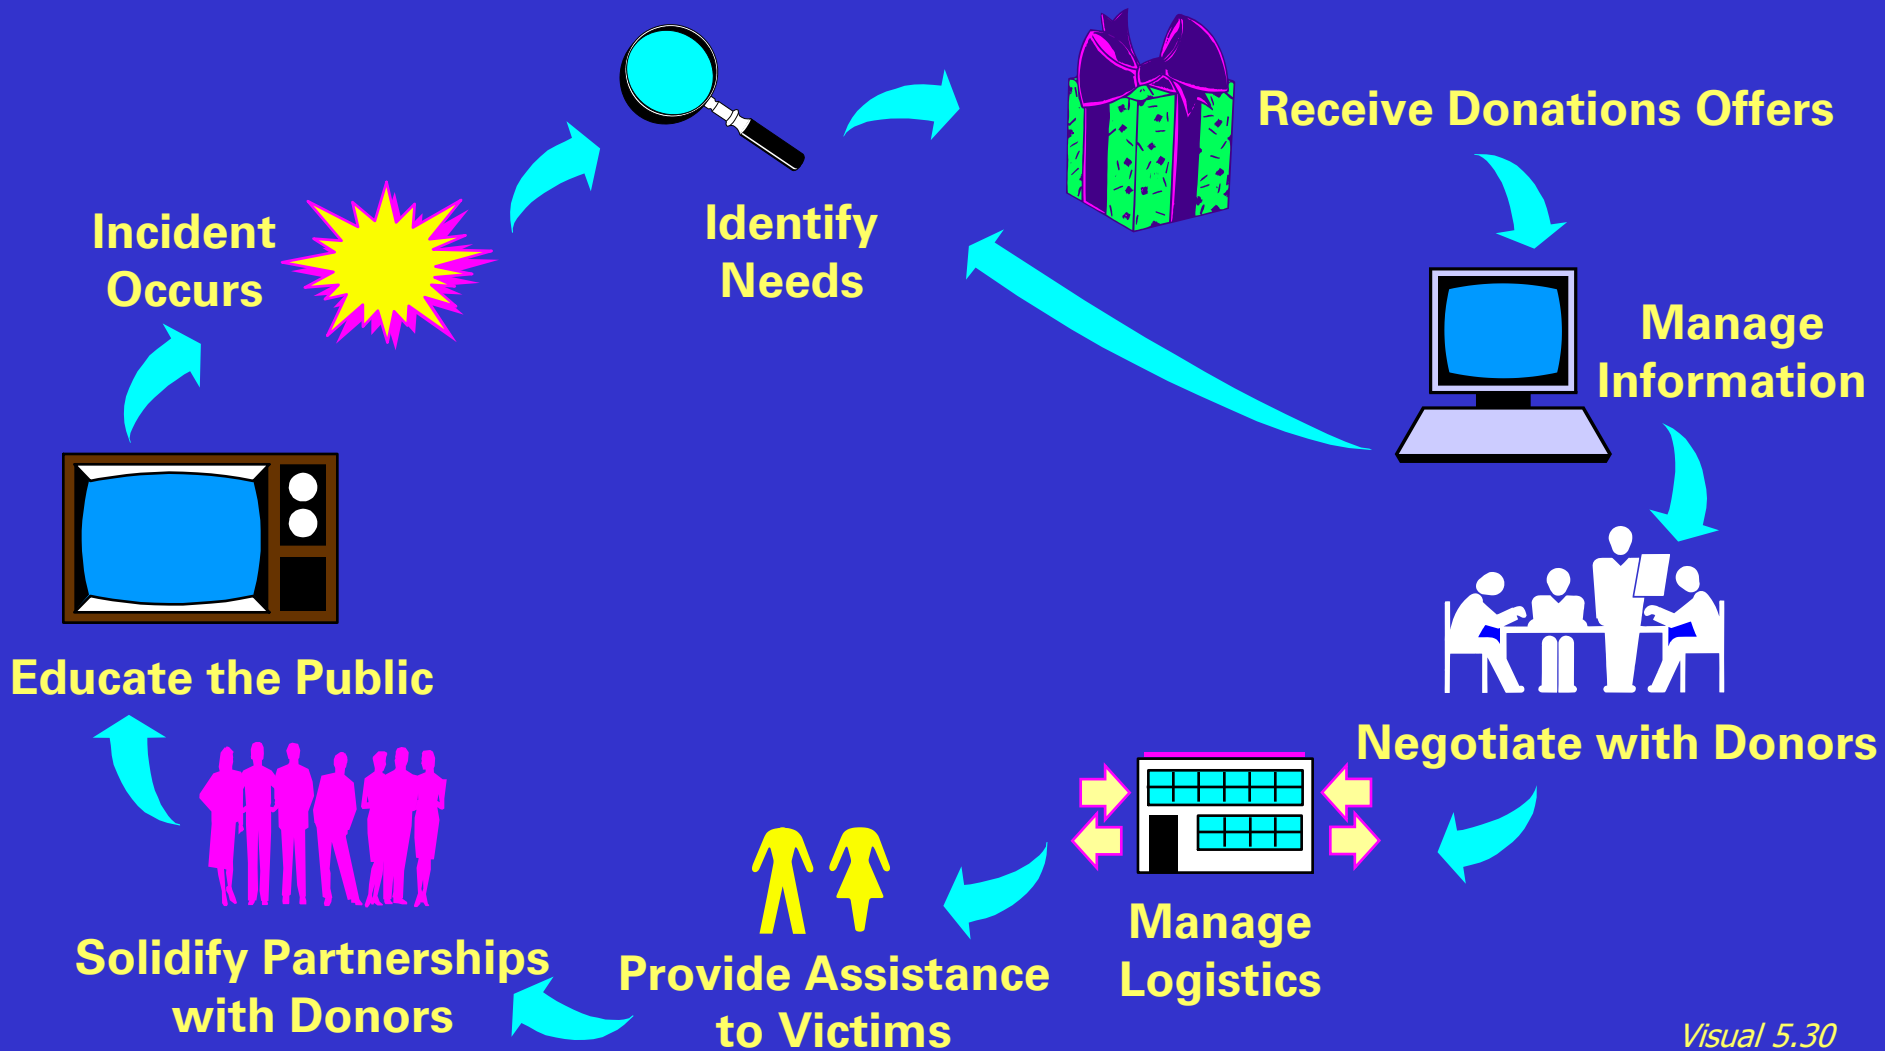 Incident
Occurs
Identify
Needs
Receive Donations Offers
Manage
Information
Negotiate with Donors
Manage
Logistics
Provide Assistance
to Victims
Solidify Partnerships
with Donors
Educate the Public
Visual 5.30